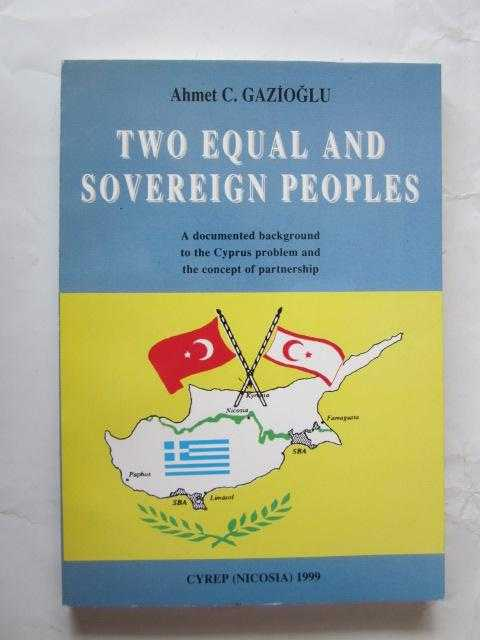 Ahmet C. GAZİOĞLU
TWO EQUAL AND
SOVEREIGN PEOPLES
A documented background
to the Cyprus problem and
the concept of partnership
Kyrenia
Nicosia
Famagusta
SBA
Paphos
SBA
Limasol
CYREP (NICOSIA) 1999